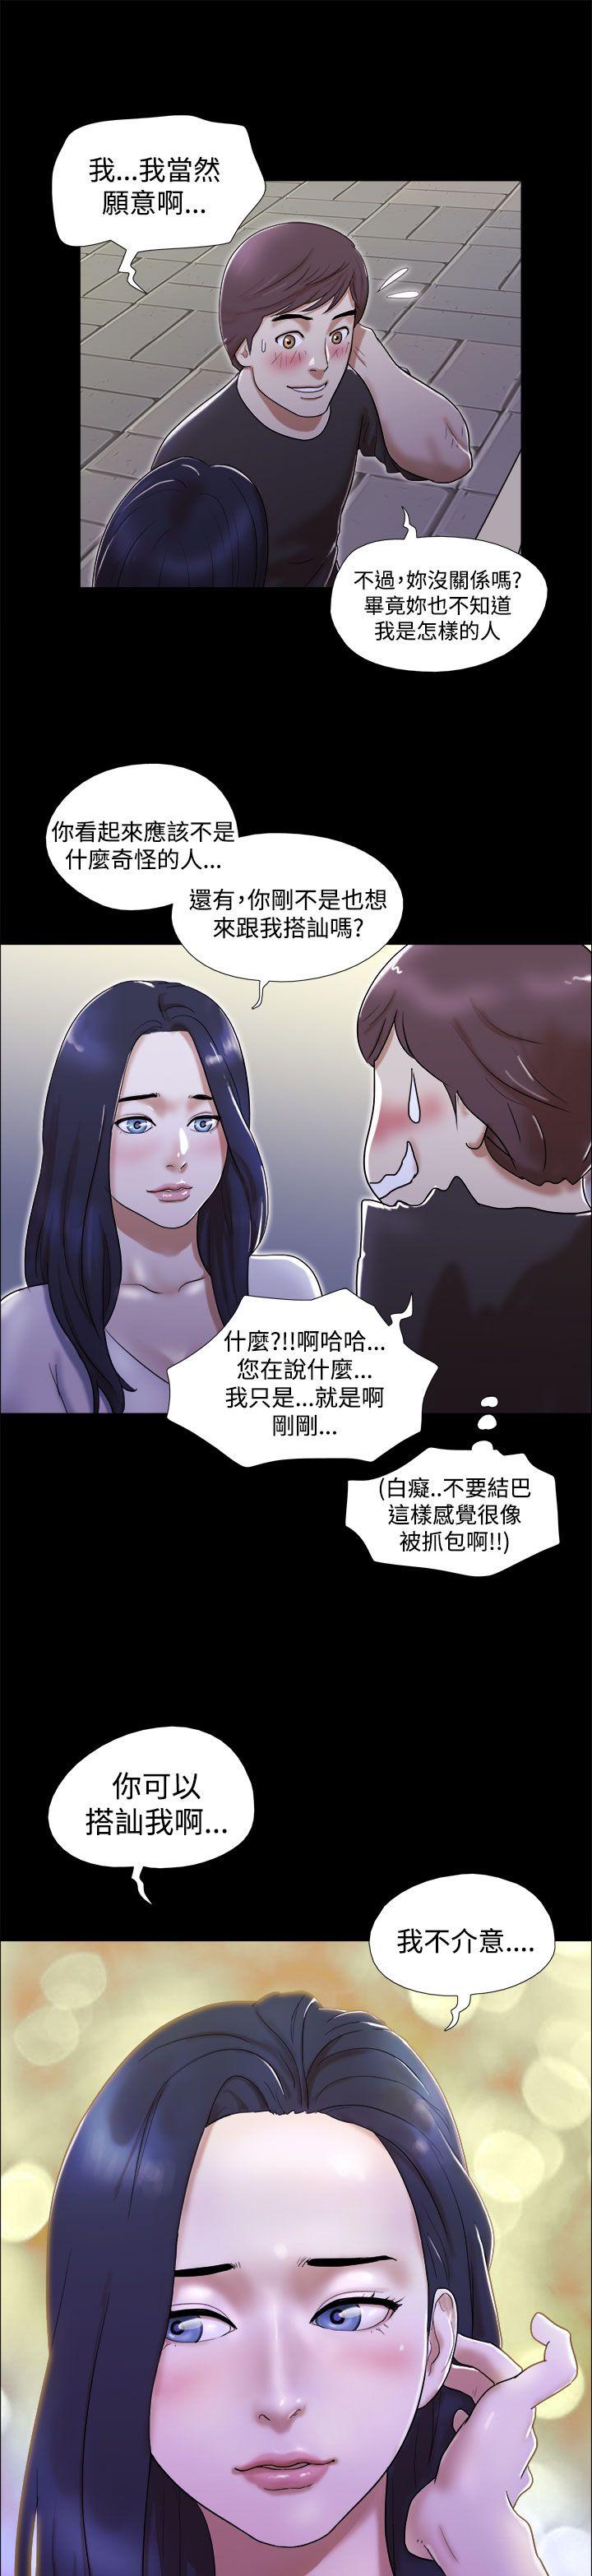 我...我當然
願意啊...
不過,妳沒關係嗎?
畢竟妳也不知道
我是怎樣的人
你看起來應該不是
什麼奇怪的人...
還有,你剛不是也想
來跟我搭訕嗎?
什麼?!!啊哈哈...
您在說什麼...
我只是...就是啊
剛剛...
(白癡..不要結巴
這樣感覺很像
被抓包啊!!)
你可以
搭訕我啊...
我不介意....